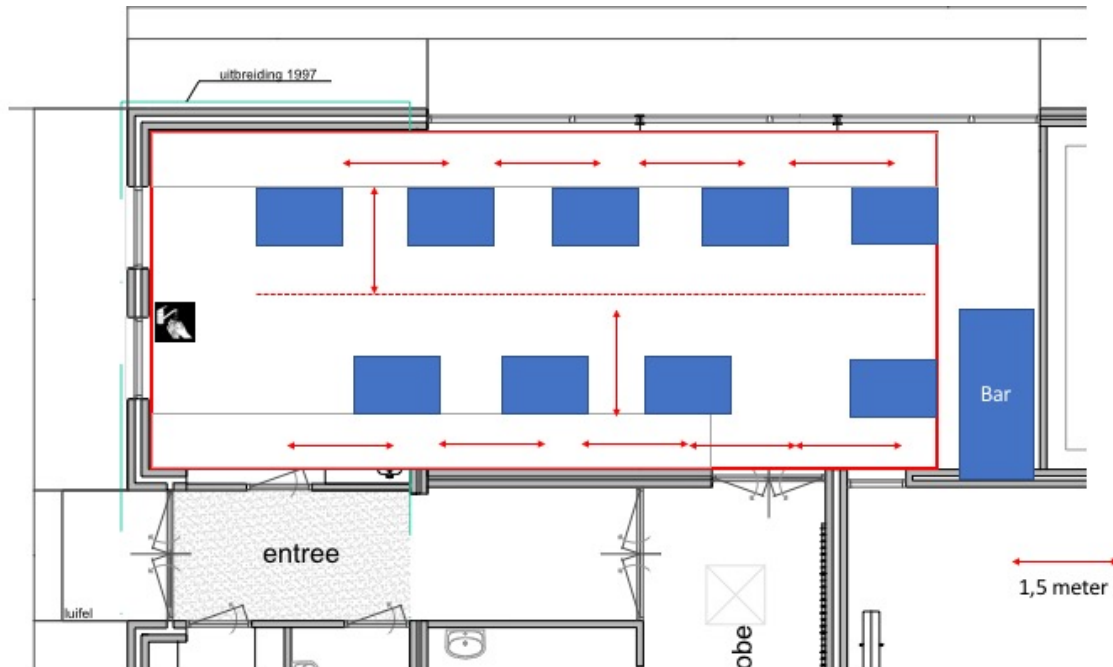 uitbreiding 1997
Bar
entree
1,5 meter
luifel
obe